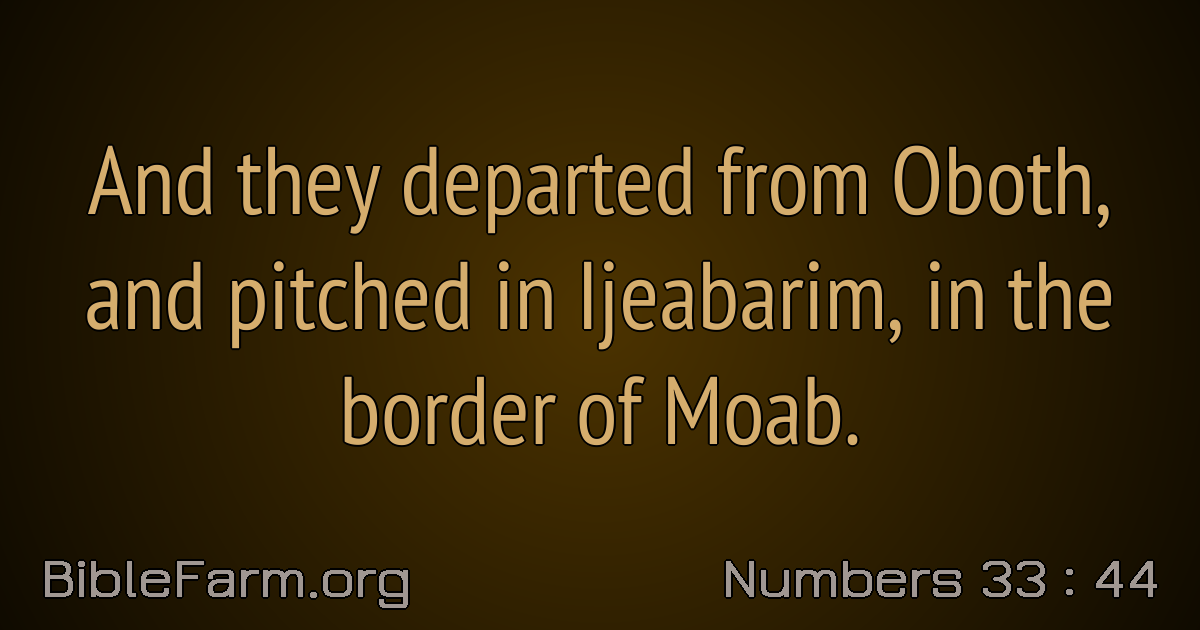 And they departed from Oboth,
and pitched in Ijeabarim, in the
border of Moab.
BibleFarm.org
Numbers 33 : 44